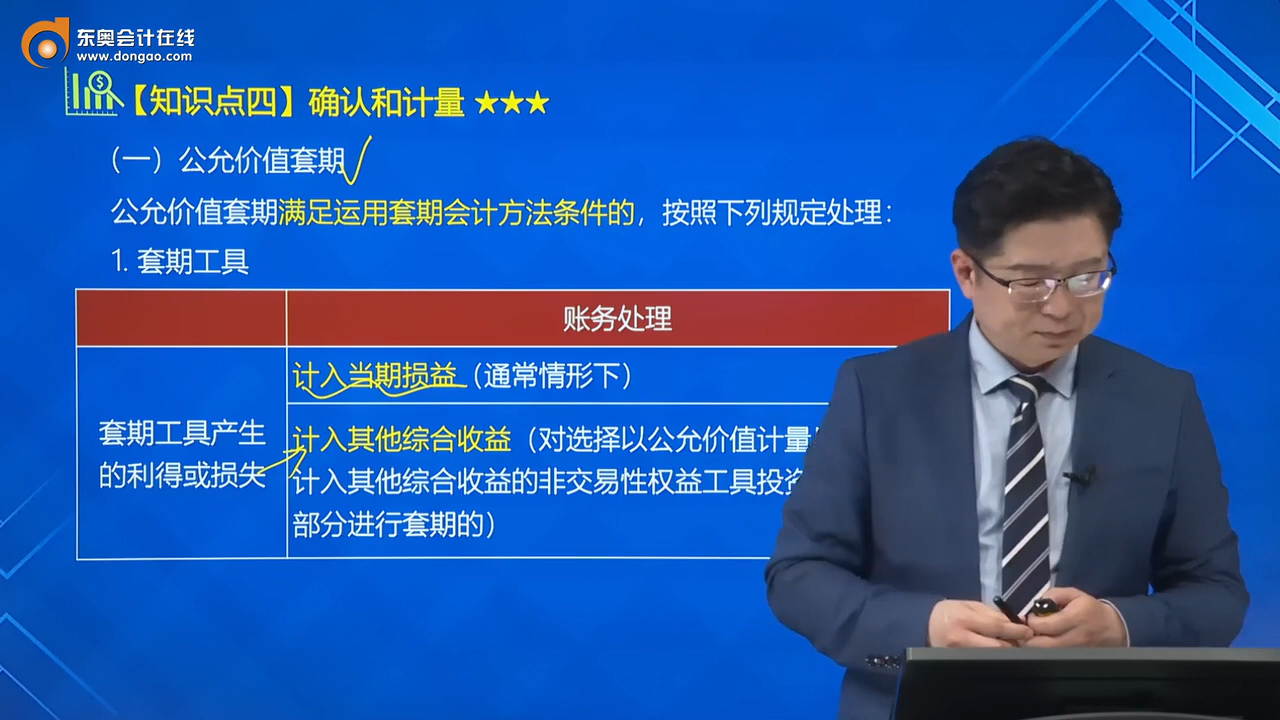 东奥会计在线
www.dongao.com
【知识点四】确认和计量 ★★★
（一）公允价值套期
公允价值套期满足运用套期会计方法条件的，按照下列规定处理：
1. 套期工具
账务处理
套期工具产生
的利得或损失
计入当期损益（通常情形下）
计入其他综合收益（对选择以公允价值计量
计入其他综合收益的非交易性权益工具投资
部分进行套期的）